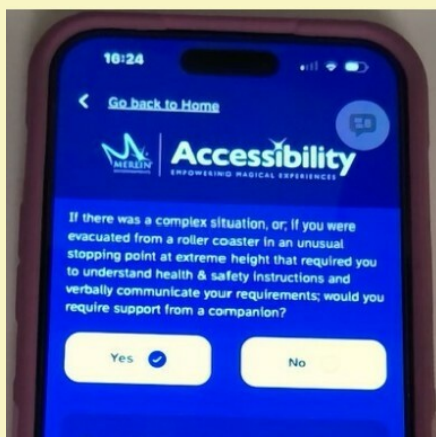 16:24
Go back to Home
MERLIN
Accessibility
EMPOWERING MAGICAL EXPERIENCES
If there was a complex situation, or; if you were
evacuated from a roller coaster in an unusual
stopping point at extreme height that required you
to understand health & safety instructions and
verbally communicate your requirements; would you
require support from a companion?
Yes
No